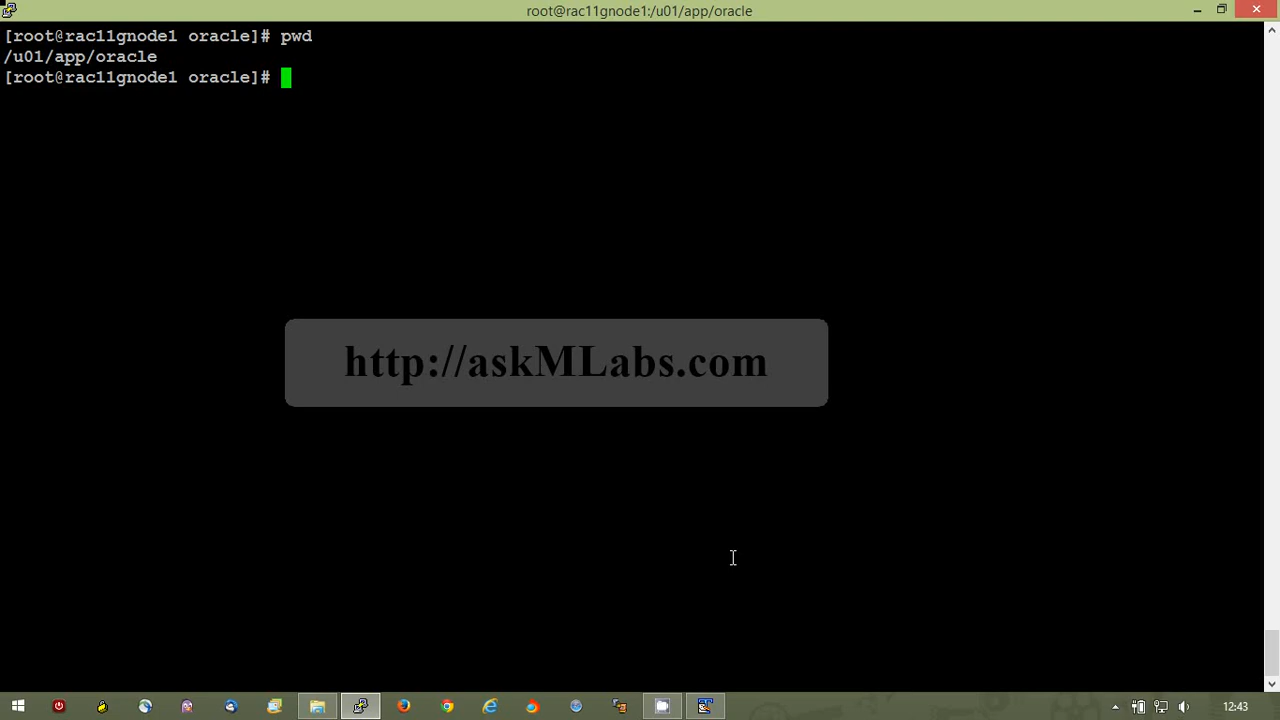 root@rac11gnode1:/u01/app/oracle
[root@rac11gnode1 oracle]# pwd
/u01/app/oracle
[root@rac11gnode1 oracle]#
http://askMLabs.com
12:43